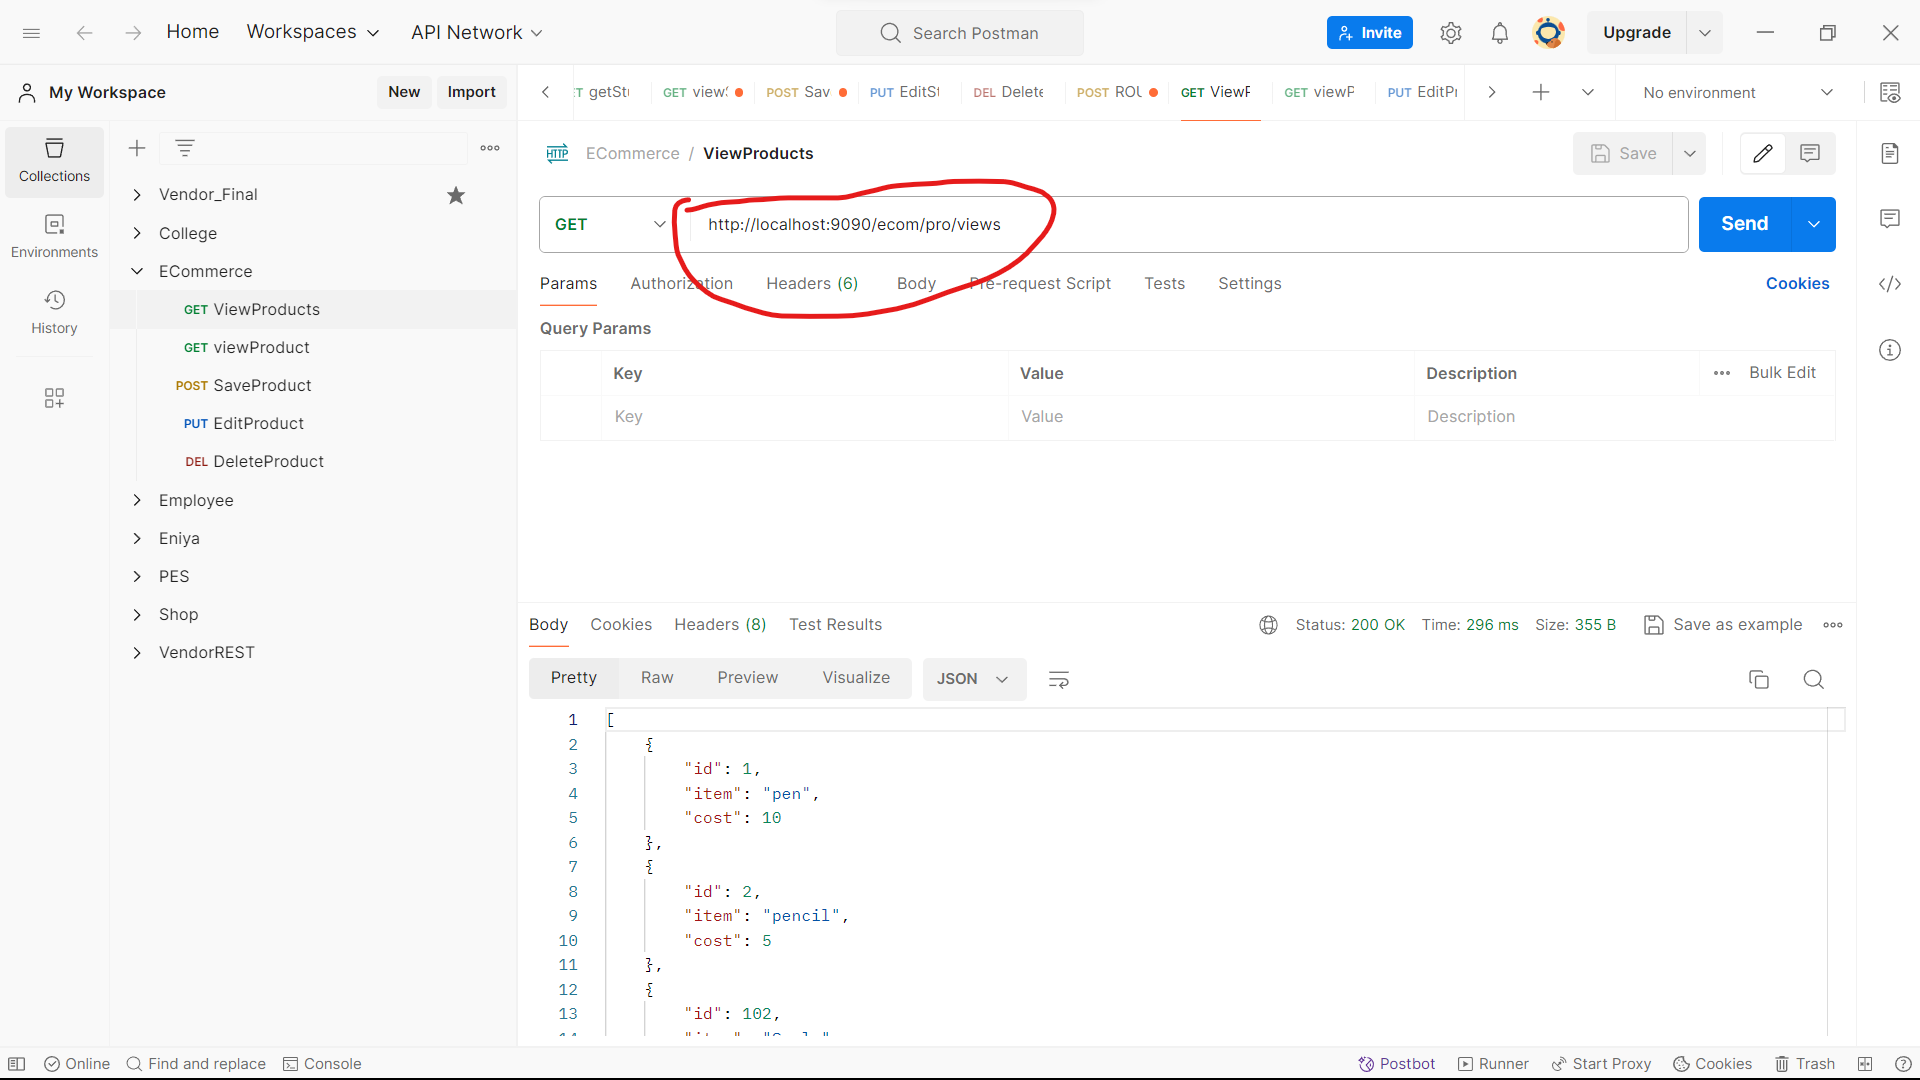 Home Workspaces API Network Search Postman Invite Upgrade
My Workspace New Import GET viewS POST Sav PUT EditSt DEL Delete POST ROU GET ViewP GET viewP PUT EditPr No environment
Collections
Environments
History
Vendor_Final
College
ECommerce
GET ViewProducts
GET viewProduct
POST SaveProduct
PUT EditProduct
DEL DeleteProduct
Employee
Eniya
PES
Shop
VendorREST
HTTP ECommerce / ViewProducts Save
GET http://localhost:9090/ecom/pro/views Send
Params Authorization Headers (6) Body Pre-request Script Tests Settings Cookies
Query Params
Key Value Description Bulk Edit
Key Value Description
Body Cookies Headers (8) Test Results Status: 200 OK Time: 296 ms Size: 355 B Save as example
Pretty Raw Preview Visualize JSON
1 [
2 {
3 "id": 1,
4 "item": "pen",
5 "cost": 10
6 },
7 {
8 "id": 2,
9 "item": "pencil",
10 "cost": 5
11 },
12 {
13 "id": 102,
Online Find and replace Console Postbot Runner Start Proxy Cookies Trash